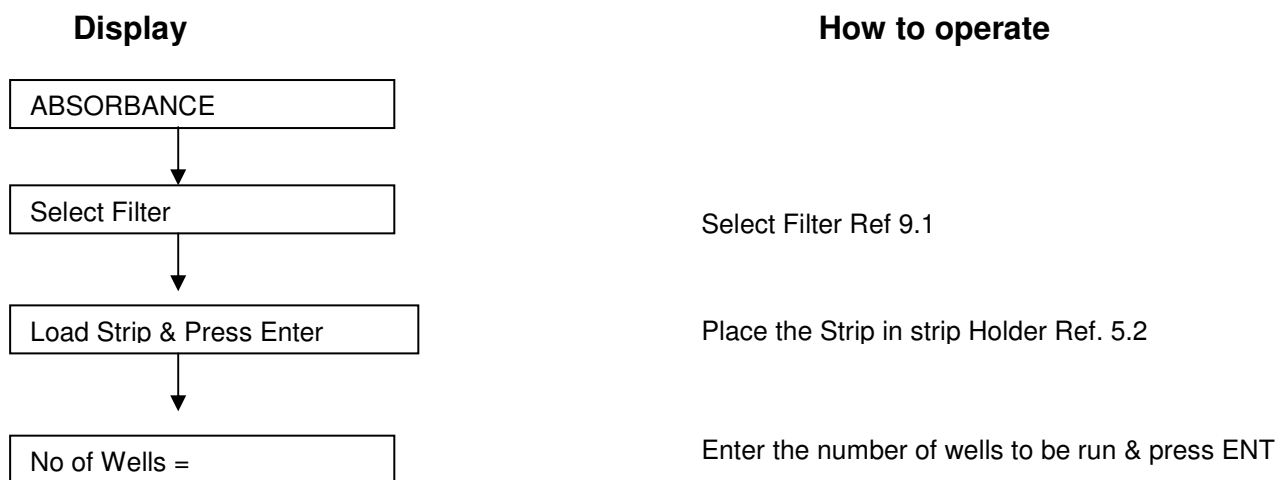 Display How to operate
ABSORBANCE
Select Filter
Select Filter Ref 9.1
Load Strip & Press Enter
Place the Strip in strip Holder Ref. 5.2
No of Wells =
Enter the number of wells to be run & press ENT